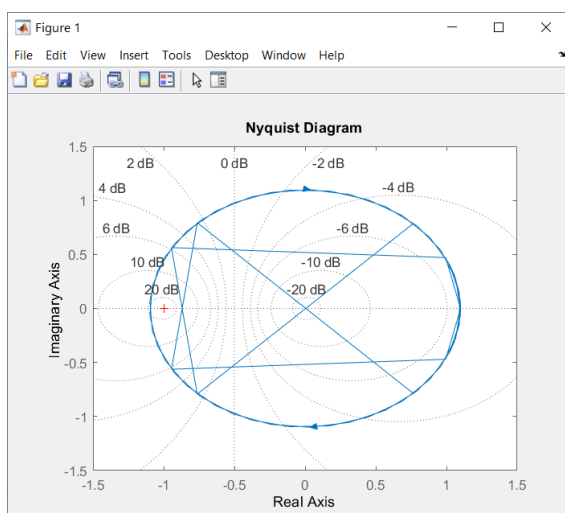 Figure 1
File Edit View Insert Tools Desktop Window Help
Nyquist Diagram
1.5
2 dB 0 dB -2 dB
4 dB -4 dB
1
6 dB -6 dB
0.5
10 dB -10 dB
20 dB -20 dB
0
Imaginary Axis
-0.5
-1
-1.5
-1.5 -1 -0.5 0 0.5 1 1.5
Real Axis